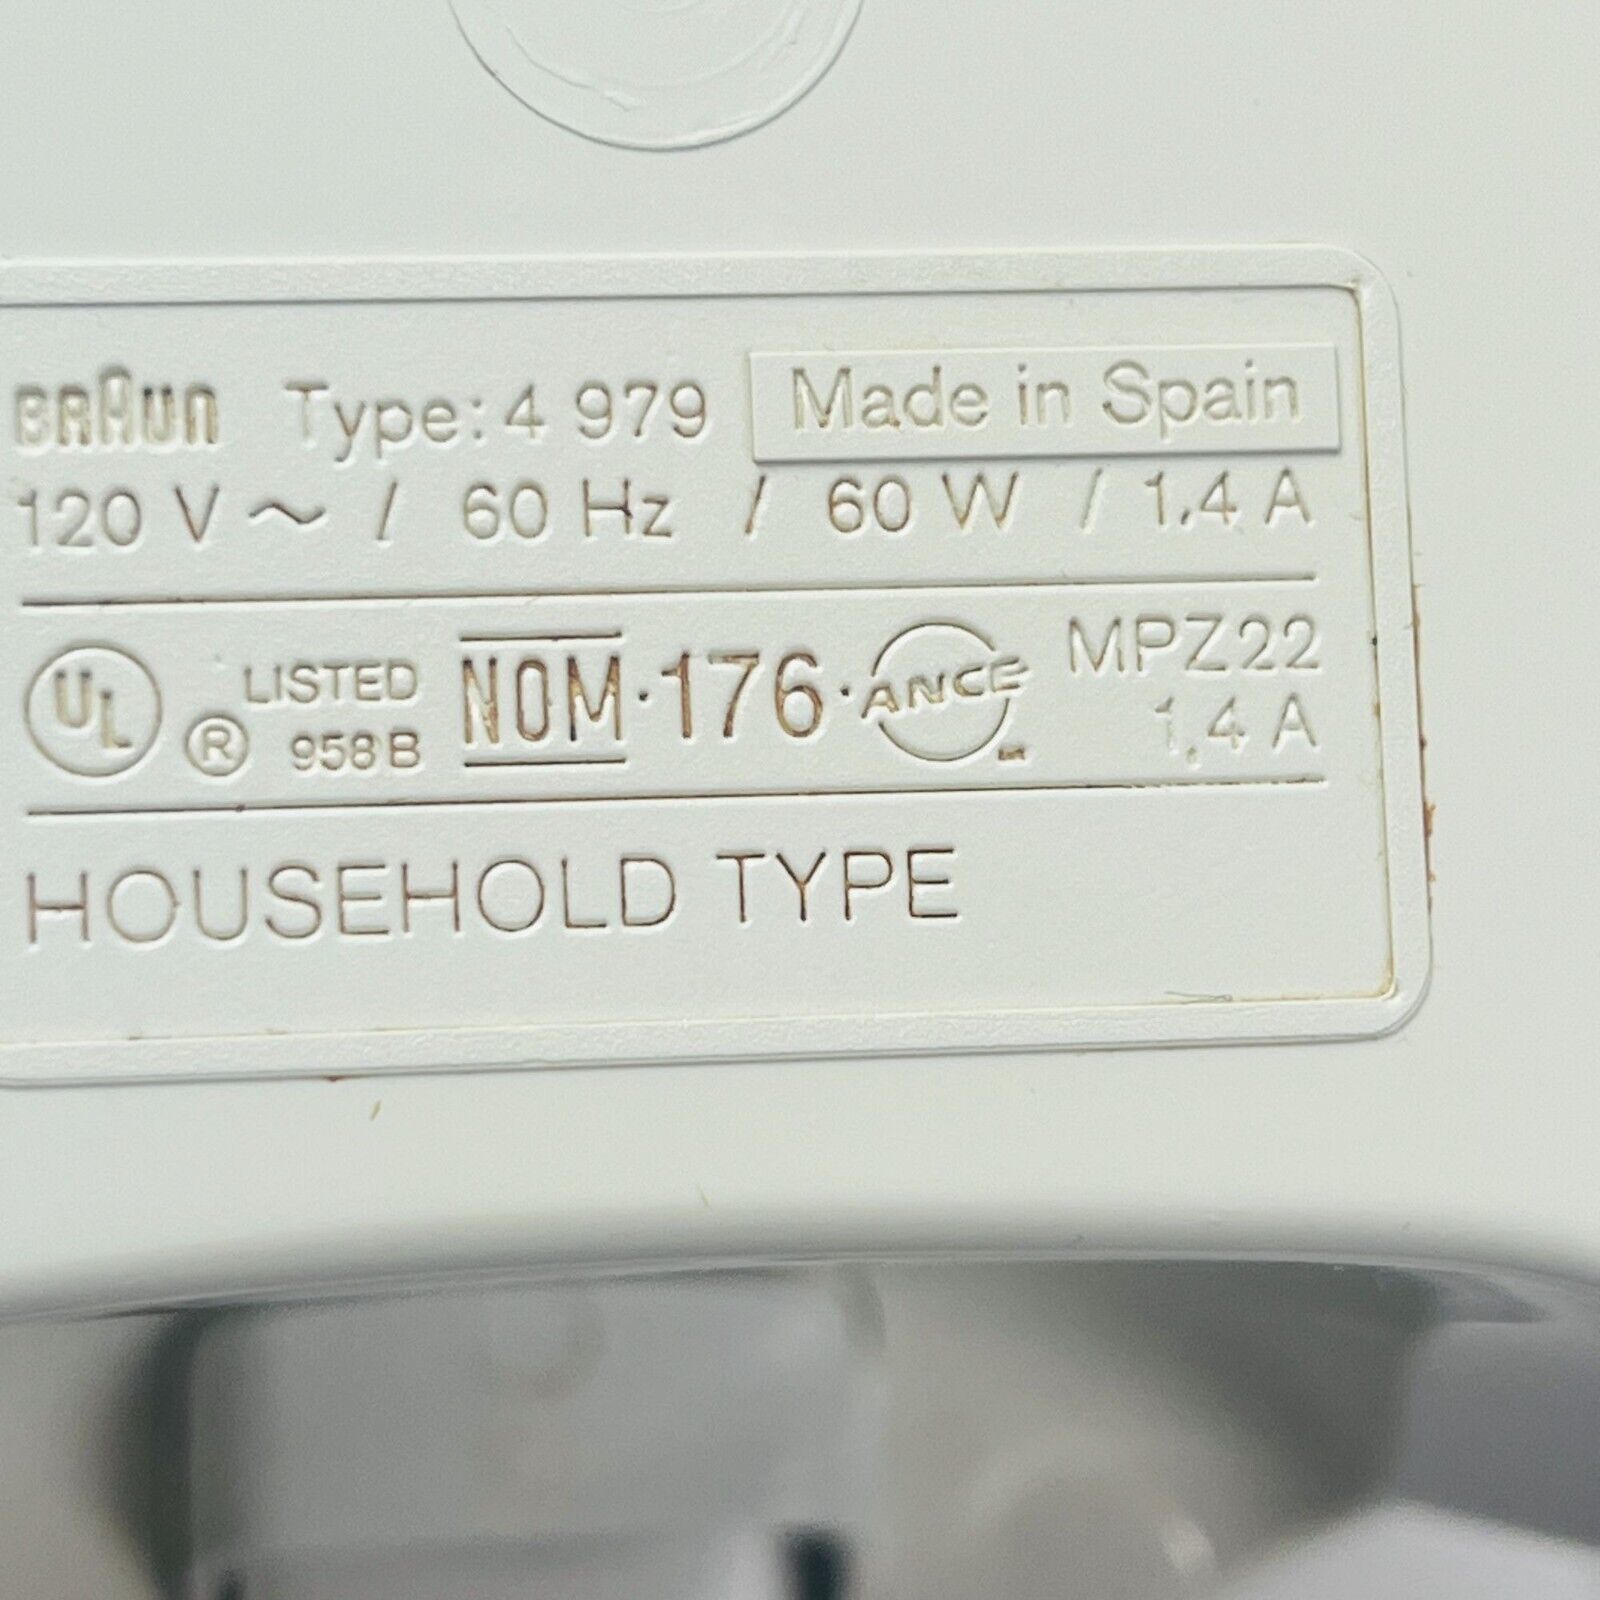 BRAUN Type: 4 979 Made in Spain
120 V ~ / 60 Hz / 60 W / 1.4 A
UL LISTED NOM·176·ANCE MPZ22
® 958B 1.4 A
HOUSEHOLD TYPE